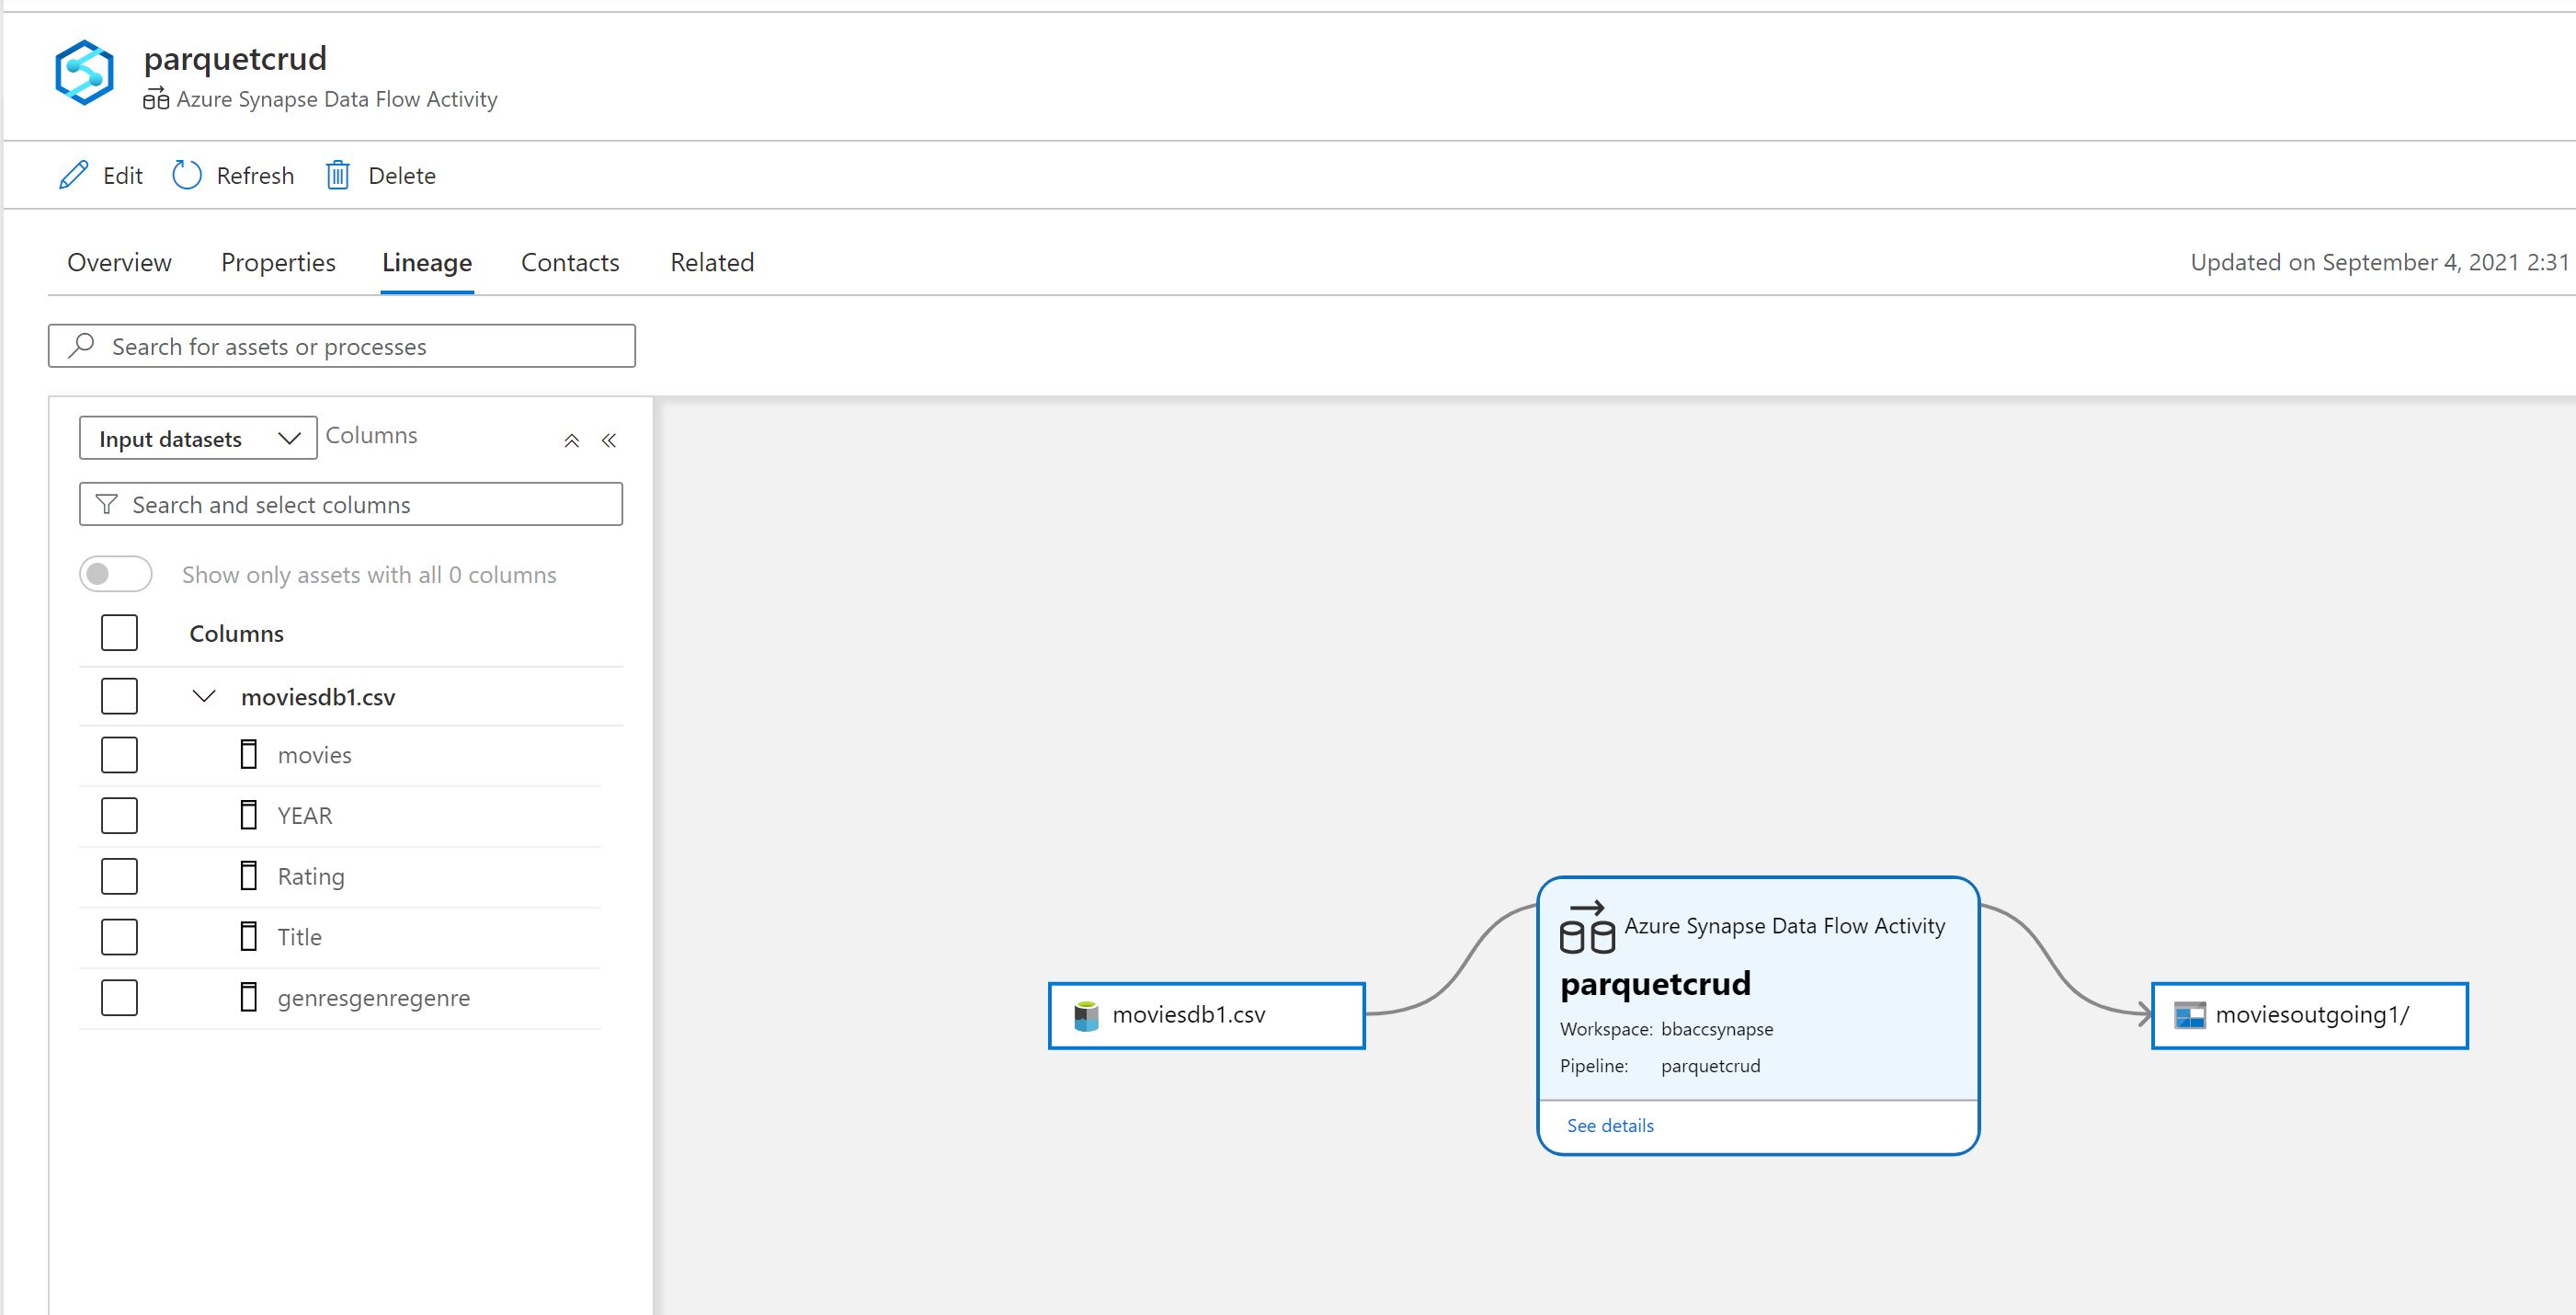 parquetcrud
Azure Synapse Data Flow Activity
Edit Refresh Delete
Overview Properties Lineage Contacts Related Updated on September 4, 2021 2:31
Search for assets or processes
Input datasets Columns
Search and select columns
Show only assets with all 0 columns
Columns
moviesdb1.csv
movies
YEAR
Rating
Title
genresgenregenre
moviesdb1.csv
Azure Synapse Data Flow Activity
parquetcrud
Workspace: bbaccsynapse
Pipeline: parquetcrud
See details
moviesoutgoing1/